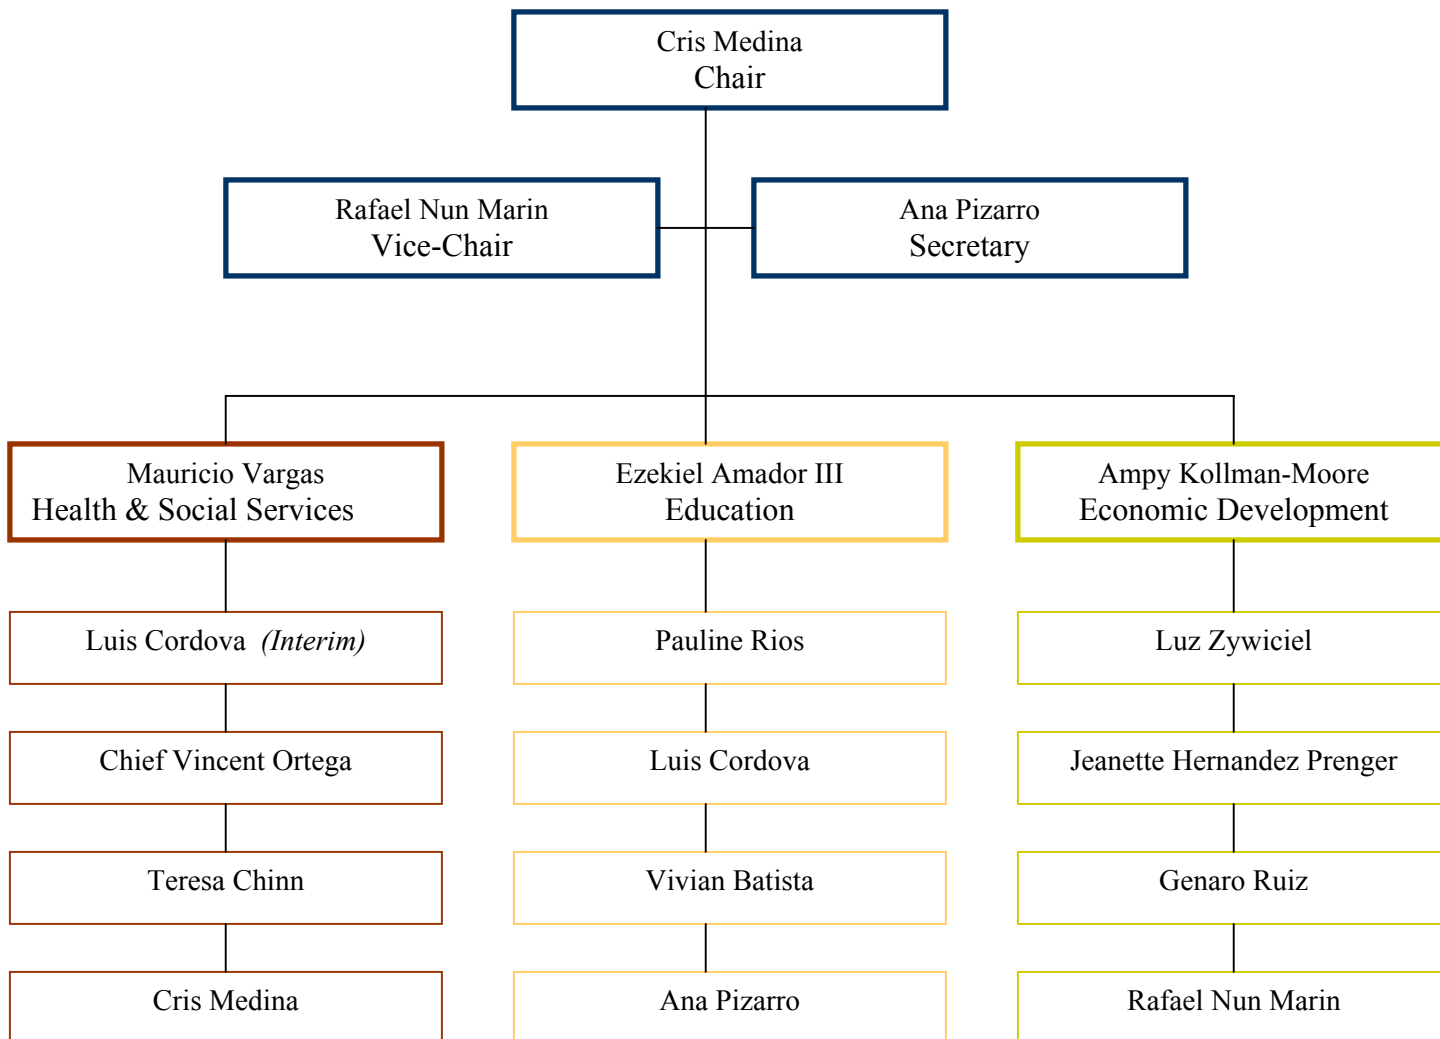 Cris Medina
Chair
Rafael Nun Marin
Vice-Chair
Ana Pizarro
Secretary
Mauricio Vargas
Health & Social Services
Ezekiel Amador III
Education
Ampy Kollman-Moore
Economic Development
Luis Cordova (Interim)
Pauline Rios
Luz Zywiciel
Chief Vincent Ortega
Luis Cordova
Jeanette Hernandez Prenger
Teresa Chinn
Vivian Batista
Genaro Ruiz
Cris Medina
Ana Pizarro
Rafael Nun Marin